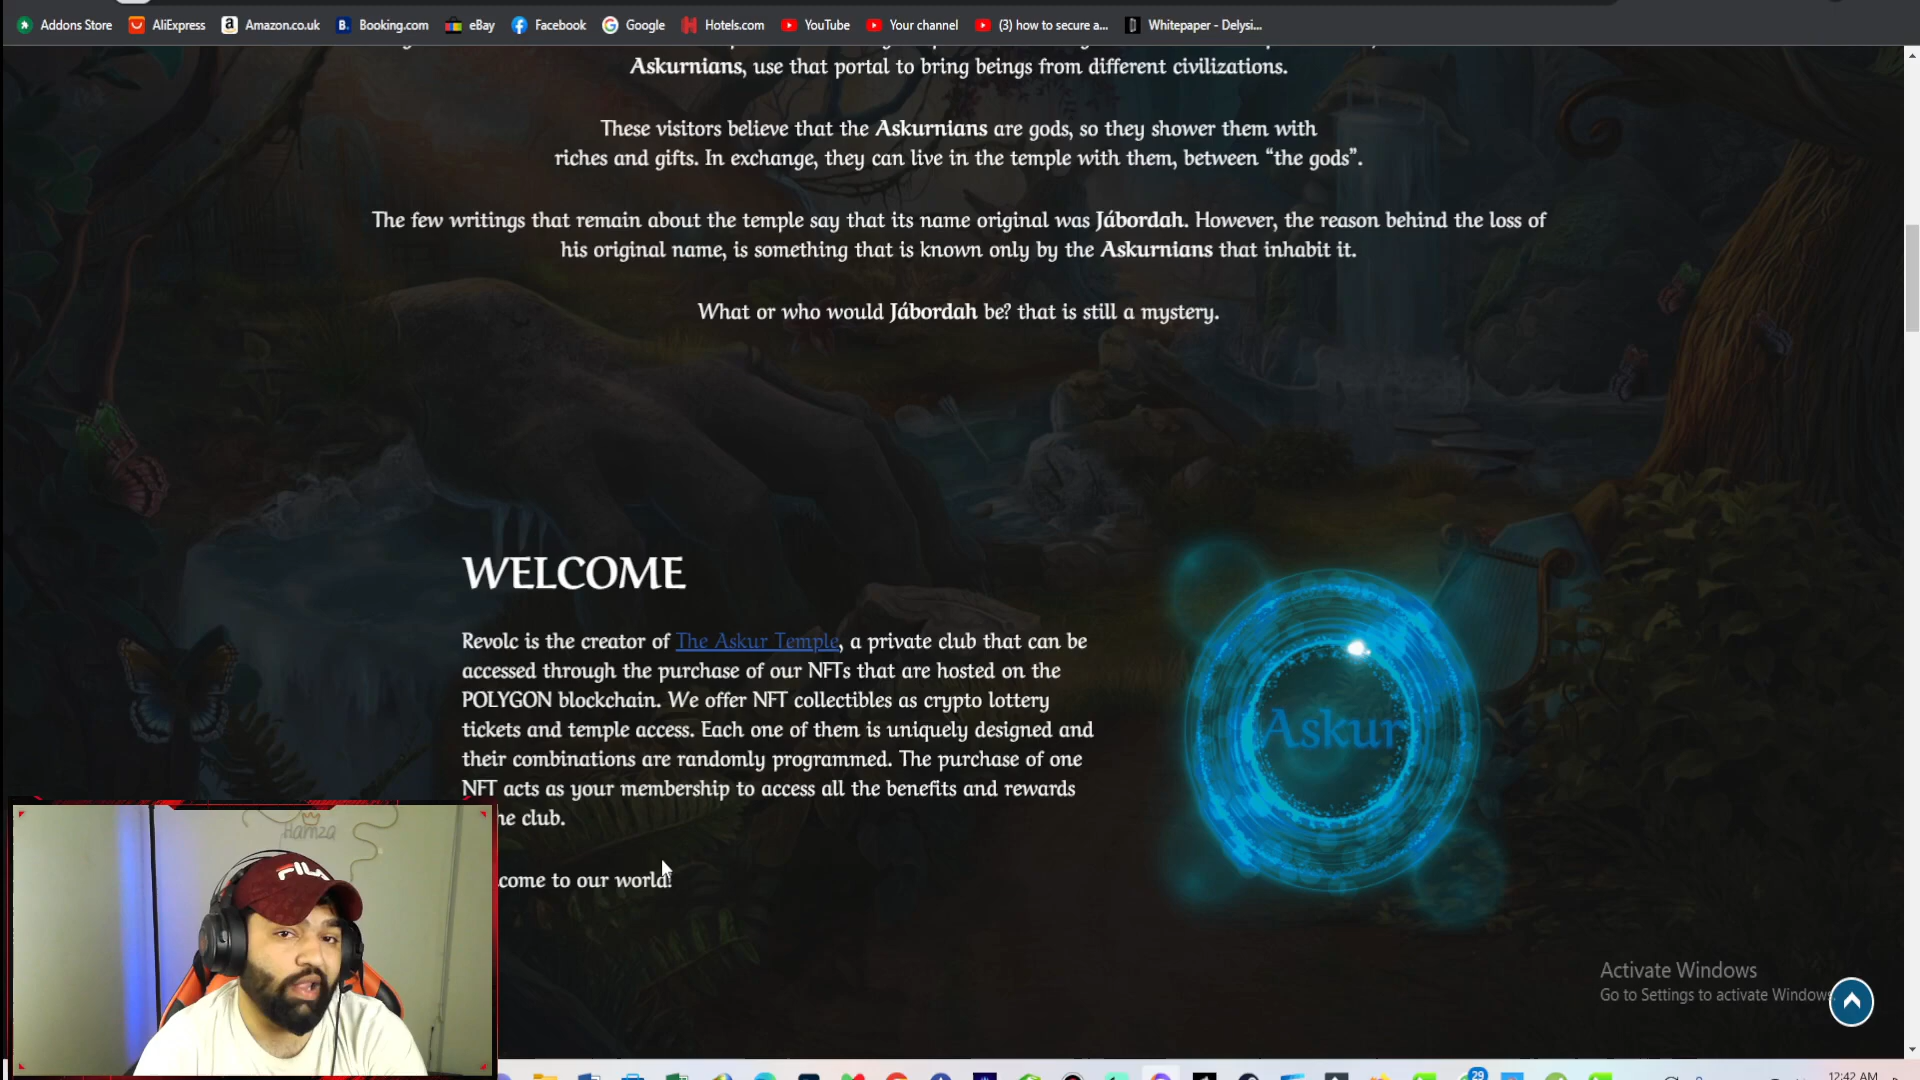 Addons Store
AliExpress
Amazon.co.uk
Booking.com
eBay
Facebook
Google
Hotels.com
YouTube
Your channel
(3) how to secure a...
Whitepaper - Delysi...
Askurnians, use that portal to bring beings from different civilizations.
These visitors believe that the Askurnians are gods, so they shower them with
riches and gifts. In exchange, they can live in the temple with them, between “the gods”.
The few writings that remain about the temple say that its name original was Jábordah. However, the reason behind the loss of
his original name, is something that is known only by the Askurnians that inhabit it.
What or who would Jábordah be? that is still a mystery.
WELCOME
Revolc is the creator of The Askur Temple, a private club that can be
accessed through the purchase of our NFTs that are hosted on the
POLYGON blockchain. We offer NFT collectibles as crypto lottery
tickets and temple access. Each one of them is uniquely designed and
their combinations are randomly programmed. The purchase of one
NFT acts as your membership to access all the benefits and rewards
he club.
come to our world!
Askur
Hamza
FILA
Activate Windows
Go to Settings to activate Windows.
29
12:42 AM